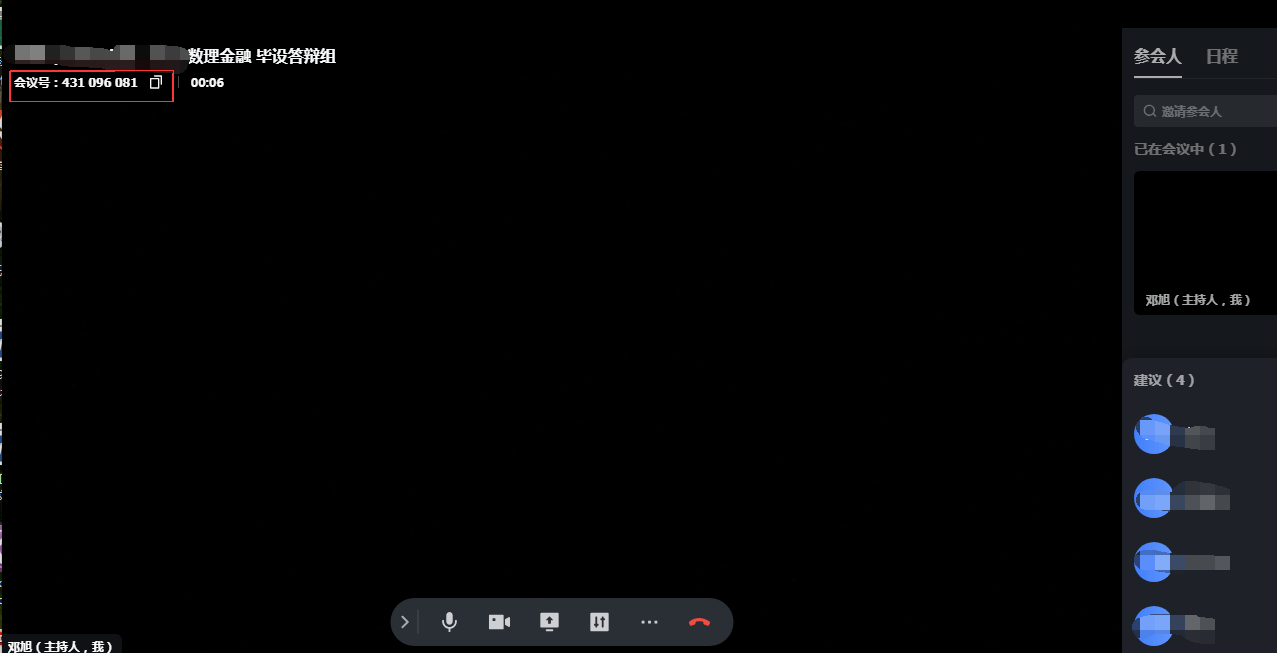 数理金融 毕设答辩组
会议号：431 096 081
00:06
参会人 日程
邀请参会人
已在会议中（1）
邓旭（主持人，我）
建议（4）
邓旭（主持人，我）